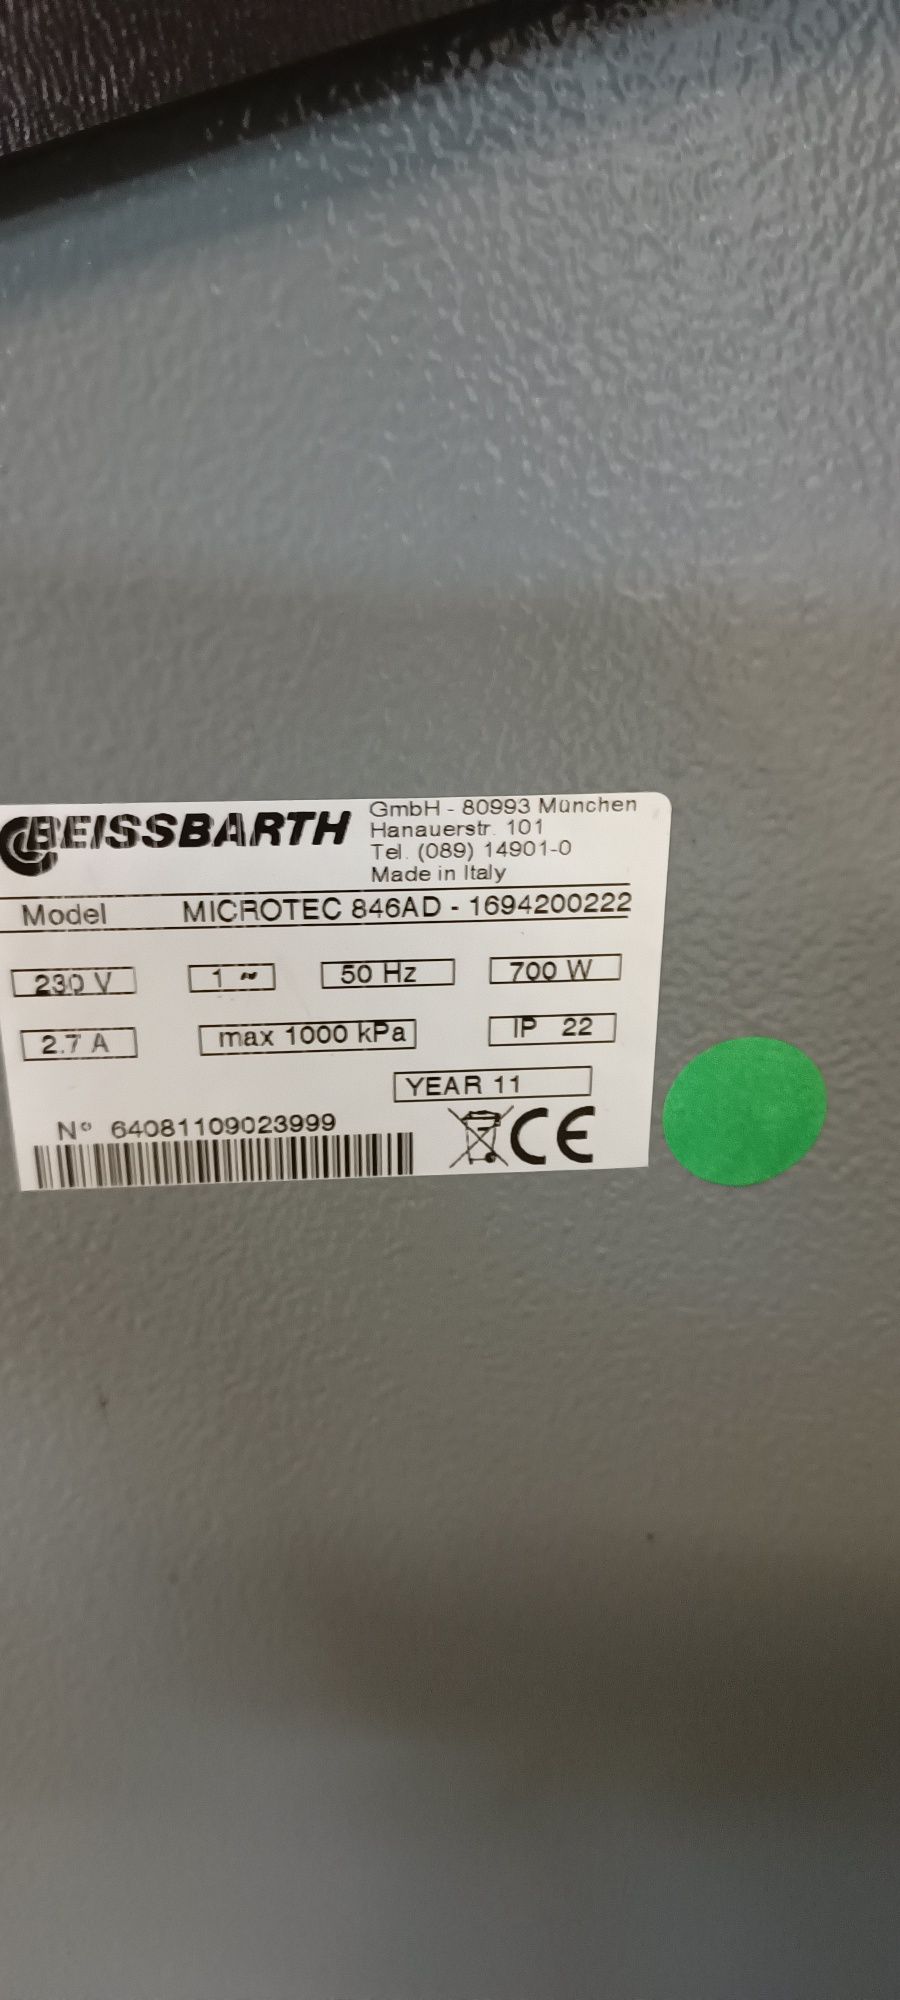 BEISSBARTH
GmbH - 80993 München
Hanauerstr. 101
Tel. (089) 14901-0
Made in Italy
Model MICROTEC 846AD - 1694200222
230 V 1 ~ 50 Hz 700 W
2.7 A max 1000 kPa IP 22
YEAR 11
N° 64081109023999
CE